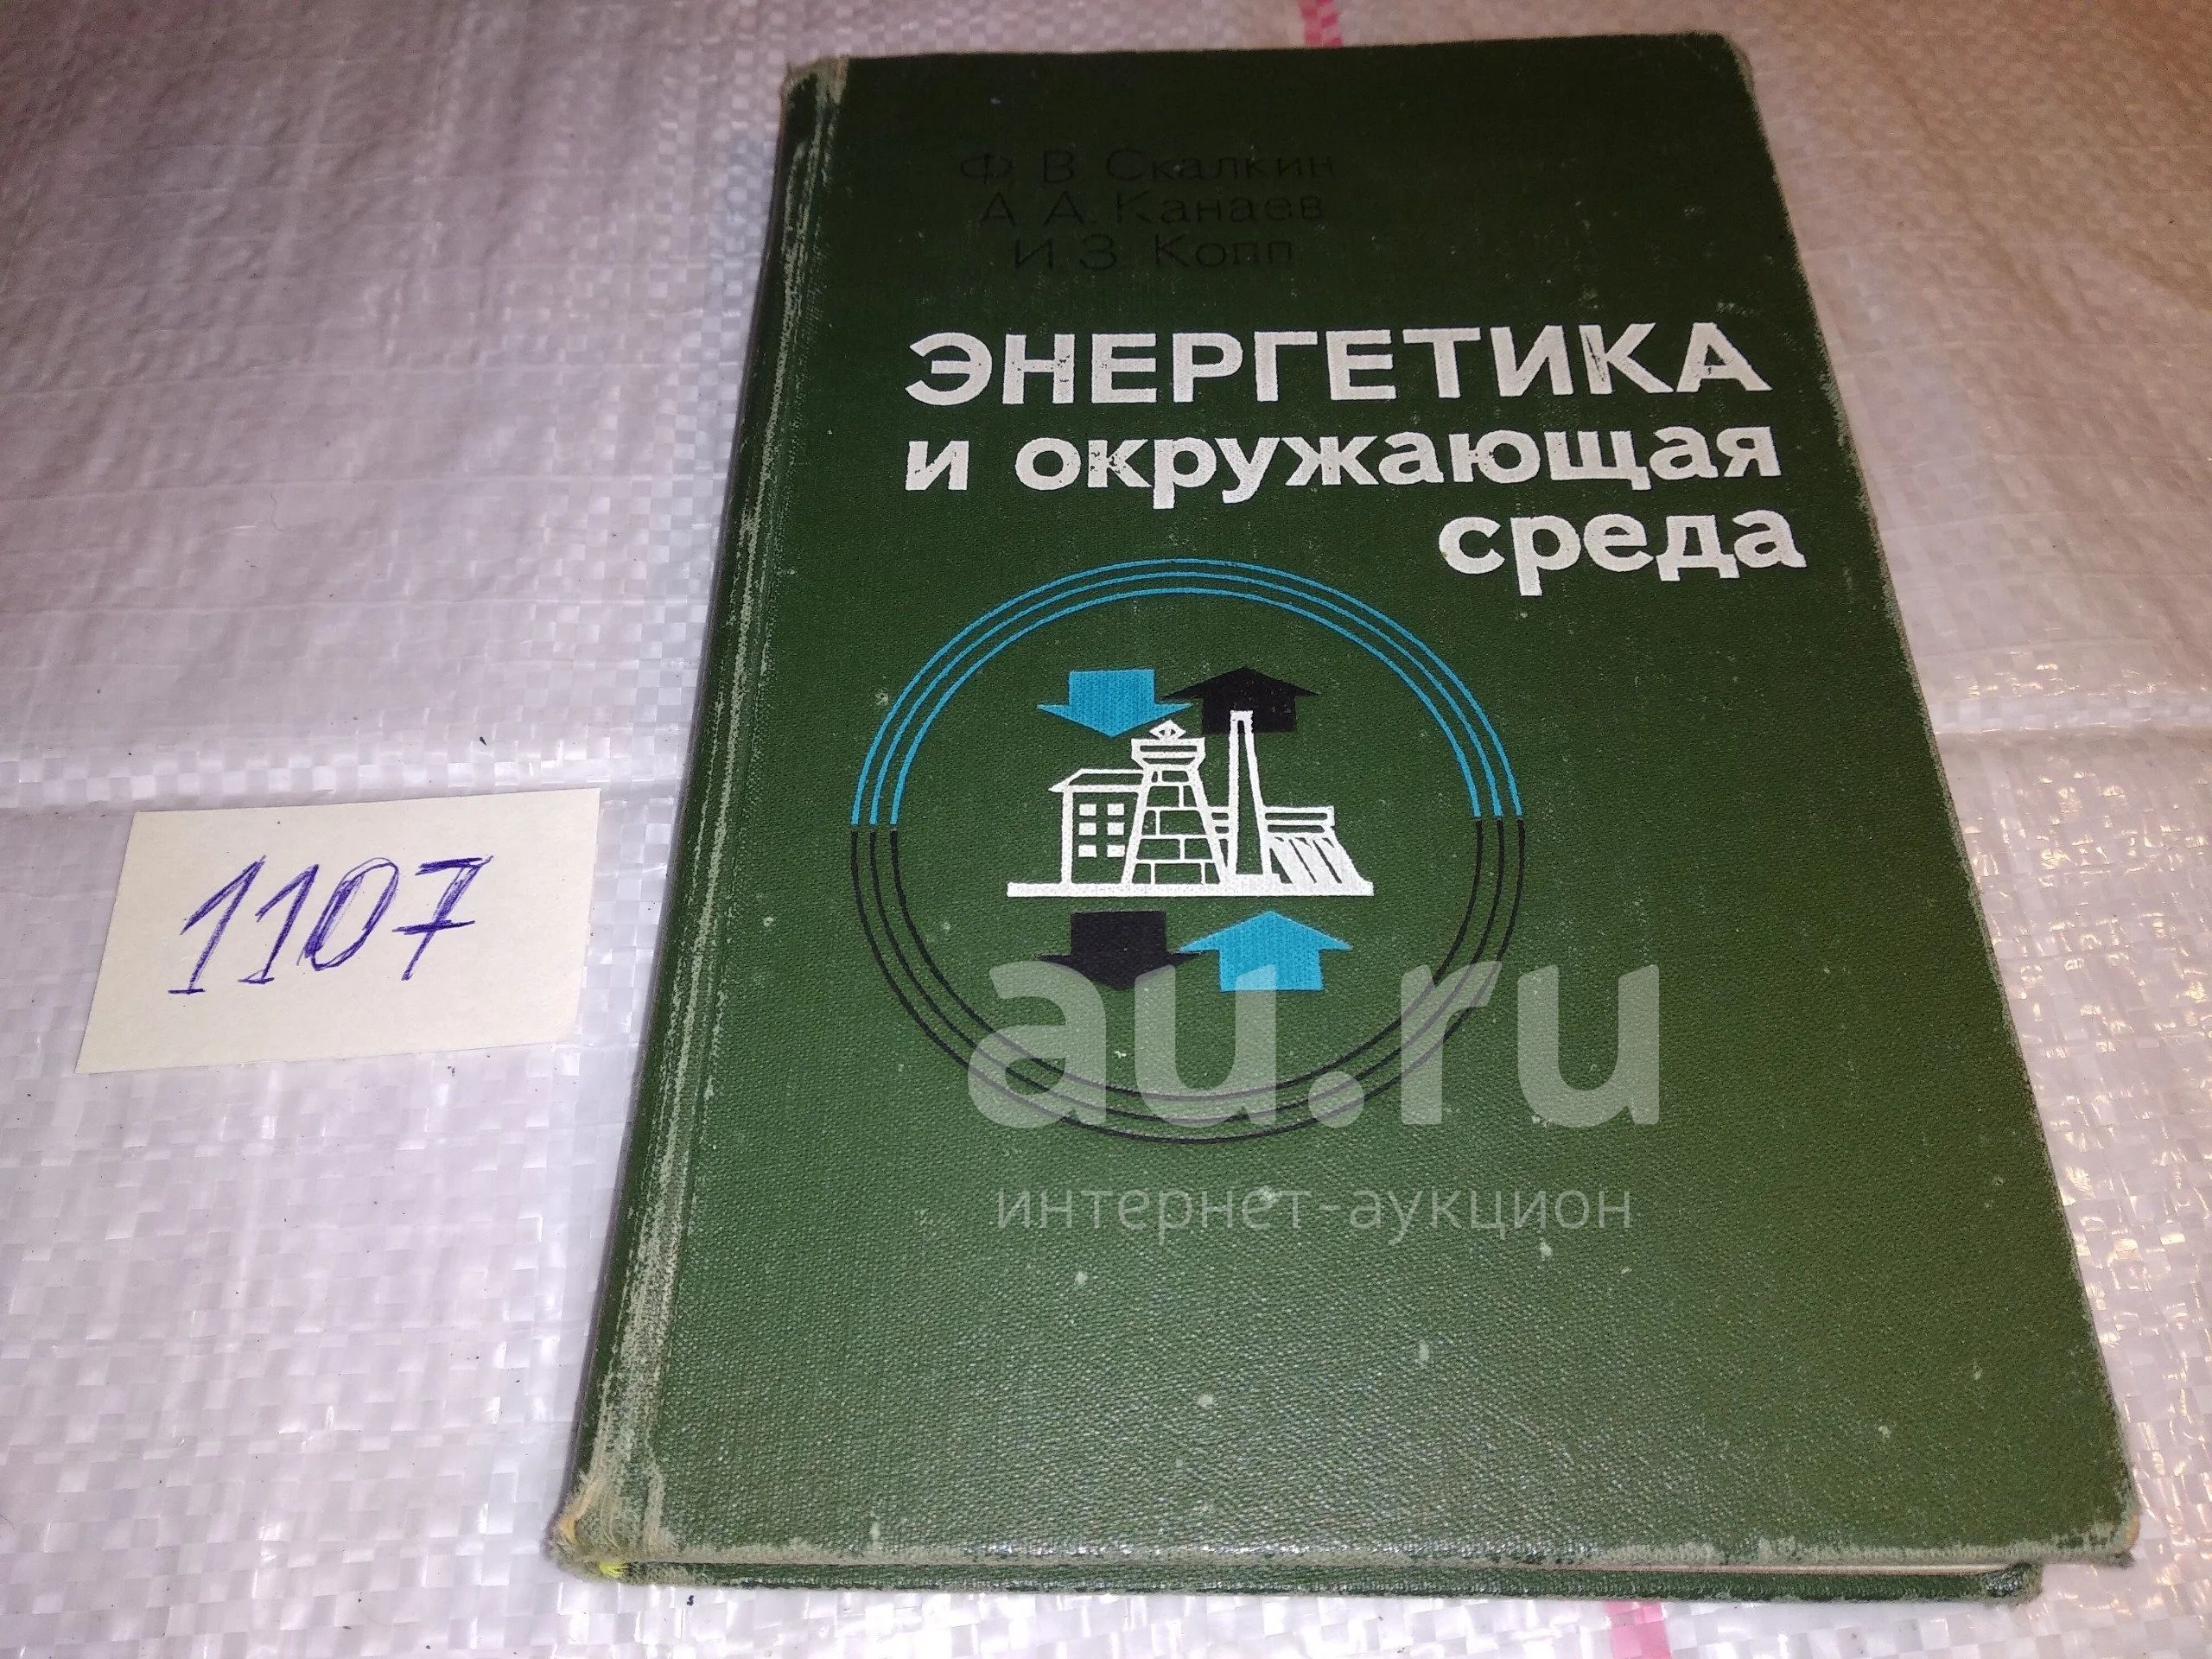 Ф В Скалкин
А А Канаев
И З Копп
ЭНЕРГЕТИКА
и окружающая
среда
1107
au.ru
интернет-аукцион